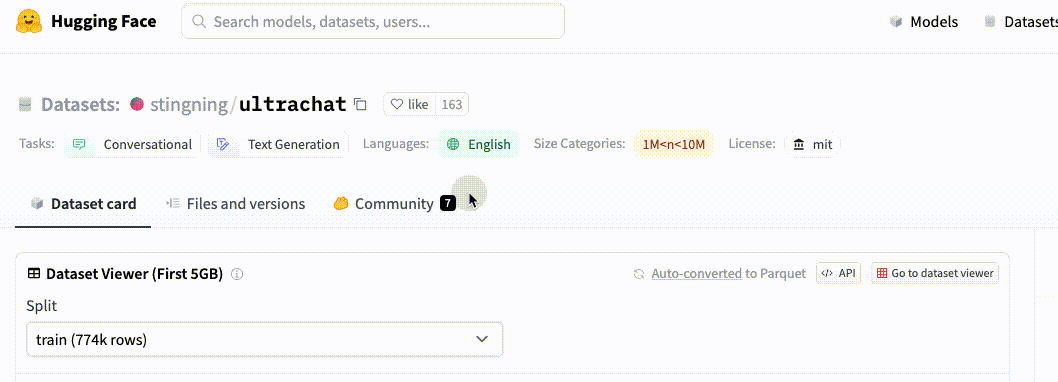 Hugging Face Search models, datasets, users... Models Datasets
Datasets: stingning/ultrachat like 163
Tasks: Conversational Text Generation Languages: English Size Categories: 1M<n<10M License: mit
Dataset card Files and versions Community 7
Dataset Viewer (First 5GB) Auto-converted to Parquet API Go to dataset viewer
Split
train (774k rows)